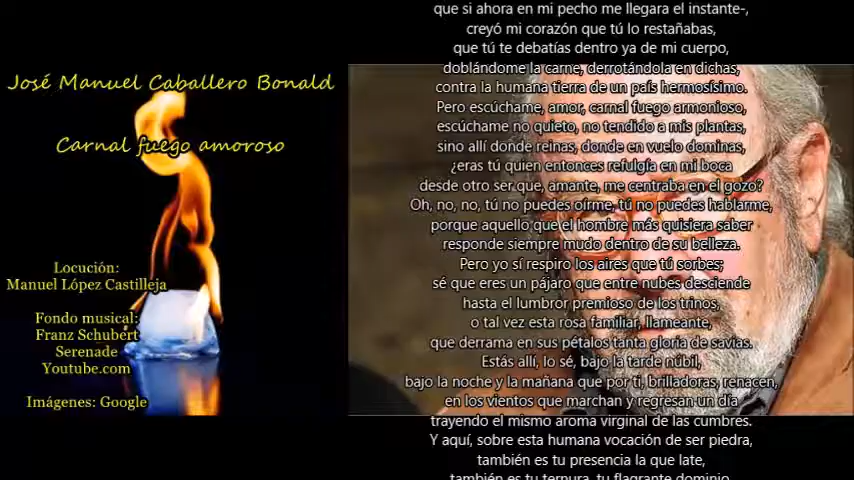 José Manuel Caballero Bonald
Carnal fuego amoroso
Locución:
Manuel López Castilleja
Fondo musical:
Franz Schubert
Serenade
Youtube.com
Imágenes: Google
que si ahora en mi pecho me llegara el instante-,
creyó mi corazón que tú lo restañabas,
que tú te debatías dentro ya de mi cuerpo,
doblándome la carne, derrotándola en dichas,
contra la humana tierra de un país hermosísimo.
Pero escúchame, amor, carnal fuego armonioso,
escúchame no quieto, no tendido a mis plantas,
sino allí donde reinas, donde en vuelo dominas,
¿eras tú quien entonces refulgía en mi boca
desde otro ser que, amante, me centraba en el gozo?
Oh, no, no, tú no puedes oírme, tú no puedes hablarme,
porque aquello que el hombre más quisiera saber
responde siempre mudo dentro de su belleza.
Pero yo sí respiro los aires que tú sorbes;
sé que eres un pájaro que entre nubes desciende
hasta el lumbror premioso de los trinos,
o tal vez esta rosa familiar, llameante,
que derrama en sus pétalos tanta gloria de savias.
Estás allí, lo sé, bajo la tarde núbil,
bajo la noche y la mañana que por ti, brilladoras, renacen,
en los vientos que marchan y regresan un día
trayendo el mismo aroma virginal de las cumbres.
Y aquí, sobre esta humana vocación de ser piedra,
también es tu presencia la que late,
también es tu ternura, tu flagrante dominio